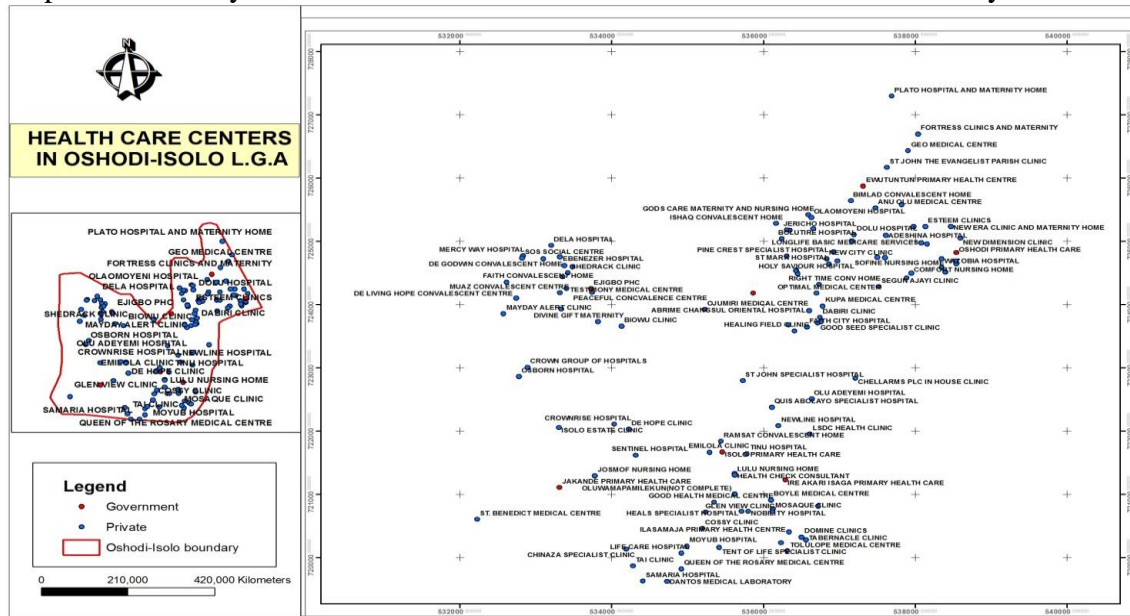 N
HEALTH CARE CENTERS
IN OSHODI-ISOLO L.G.A
PLATO HOSPITAL AND MATERNITY HOME
GEO MEDICAL CENTRE
FORTRESS CLINICS AND MATERNITY
OLAOMOYENI HOSPITAL
DOLU HOSPITAL
DELA HOSPITAL
ESTEEM CLINICS
EJIGBO PHC
SHEDRACK CLINIC
BIOWU CLINIC
DABIRI CLINIC
MAYDAY ALERT CLINIC
OSBORN HOSPITAL
OLU ADEYEMI HOSPITAL
CROWNRISE HOSPITAL
NEWLINE HOSPITAL
EMILOLA CLINIC
TINU HOSPITAL
DE HOPE CLINIC
GLEN VIEW CLINIC
LULU NURSING HOME
COSSY CLINIC
MOSAQUE CLINIC
SAMARIA HOSPITAL
TAI CLINIC
MOYUB HOSPITAL
QUEEN OF THE ROSARY MEDICAL CENTRE
Legend
Government
Private
Oshodi-Isolo boundary
0 210,000 420,000 Kilometers
532000 534000 536000 538000 540000
728000
727000
726000
725000
724000
723000
722000
721000
720000
PLATO HOSPITAL AND MATERNITY HOME
FORTRESS CLINICS AND MATERNITY
GEO MEDICAL CENTRE
ST JOHN THE EVANGELIST PARISH CLINIC
EWUTUNTUN PRIMARY HEALTH CENTRE
BIMLAD CONVALESCENT HOME
ANU OLU MEDICAL CENTRE
GODS CARE MATERNITY AND NURSING HOME
OLAOMOYENI HOSPITAL
ISHAQ CONVALESCENT HOME
JERICHO HOSPITAL
ESTEEM CLINICS
DOLU HOSPITAL
NEW ERA CLINIC AND MATERNITY HOME
BOLUTIRE HOSPITAL
ADESHINA HOSPITAL
DELA HOSPITAL
LONGLIFE BASIC MEDICARE SERVICES
NEW DIMENSION CLINIC
MERCY WAY HOSPITAL
SOS SOCIAL CENTRE
PINE CREST SPECIALIST HOSPITAL
NEW CITY CLINIC
OSHODI PRIMARY HEALTH CARE
EBENEZER HOSPITAL
ST MARY HOSPITAL
DE GODWIN CONVALESCENT HOME
SHEDRACK CLINIC
HOLY SAVIOUR HOSPITAL
SOFINE NURSING HOME
FAITH CONVALESCENT HOME
COMFORT NURSING HOME
EJIGBO PHC
RIGHT TIME CONV HOME
SEGUN AJAYI CLINIC
MUAZ CONVALESCENT CENTRE
TESTIMONY MEDICAL CENTRE
OPTIMAL MEDICAL CENTRE
DE LIVING HOPE CONVALESCENT CENTRE
PEACEFUL CONCVALENCE CENTRE
OJUMIRI MEDICAL CENTRE
KUPA MEDICAL CENTRE
MAYDAY ALERT CLINIC
ABRIME CHANGSUL ORIENTAL HOSPITAL
DABIRI CLINIC
DIVINE GIFT MATERNITY
BIOWU CLINIC
FAITH CITY HOSPITAL
HEALING FIELD CLINIC
GOOD SEED SPECIALIST CLINIC
CROWN GROUP OF HOSPITALS
OSBORN HOSPITAL
ST JOHN SPECIALIST HOSPITAL
CHELLARMS PLC IN HOUSE CLINIC
OLU ADEYEMI HOSPITAL
QUIS ABOLAYO SPECIALIST HOSPITAL
CROWNRISE HOSPITAL
DE HOPE CLINIC
NEWLINE HOSPITAL
ISOLO ESTATE CLINIC
LSDC HEALTH CLINIC
RAMSAT CONVALESCENT HOME
SENTINEL HOSPITAL
EMILOLA CLINIC
TINU HOSPITAL
ISOLO PRIMARY HEALTH CARE
JOSMOF NURSING HOME
LULU NURSING HOME
HEALTH CHECK CONSULTANT
JAKANDE PRIMARY HEALTH CARE
IRE AKARI ISAGA PRIMARY HEALTH CARE
OLUWAMAPAMILEKUN(NOT COMPLETE)
GOOD HEALTH MEDICAL CENTRE
BOYLE MEDICAL CENTRE
GLEN VIEW CLINIC
MOSAQUE CLINIC
ST. BENEDICT MEDICAL CENTRE
HEALS SPECIALIST HOSPITAL
NOBILITY HOSPITAL
COSSY CLINIC
ILASAMAJA PRIMARY HEALTH CENTRE
DOMINE CLINICS
TABERNACLE CLINIC
LIFE CARE HOSPITAL
MOYUB HOSPITAL
TOLULOPE MEDICAL CENTRE
CHINAZA SPECIALIST CLINIC
TENT OF LIFE SPECIALIST CLINIC
TAI CLINIC
QUEEN OF THE ROSARY MEDICAL CENTRE
SAMARIA HOSPITAL
DANTOS MEDICAL LABORATORY
532000 534000 536000 538000 540000